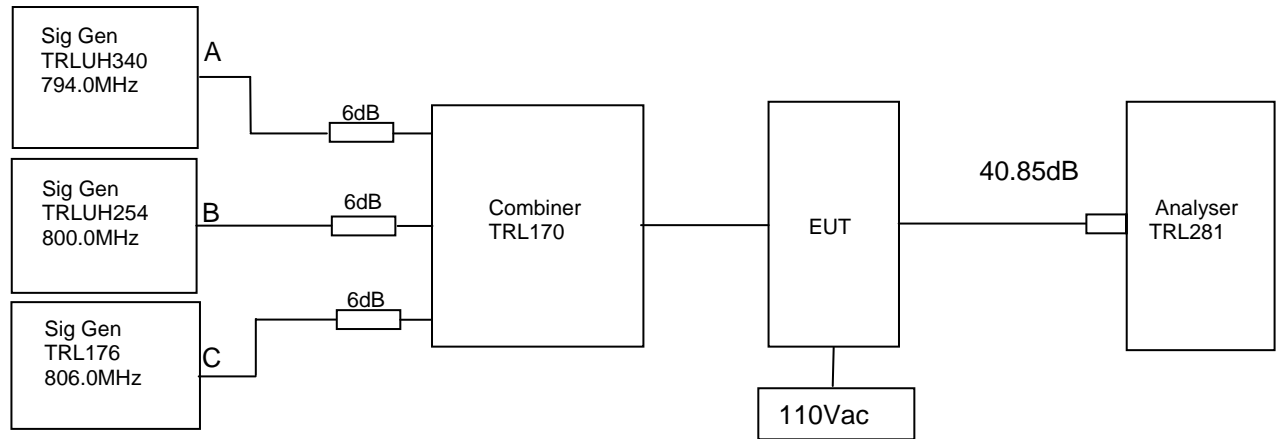 Sig Gen
TRLUH340
794.0MHz
A
6dB
Sig Gen
TRLUH254
800.0MHz
B
6dB
Sig Gen
TRL176
806.0MHz
C
6dB
Combiner
TRL170
EUT
110Vac
40.85dB
Analyser
TRL281